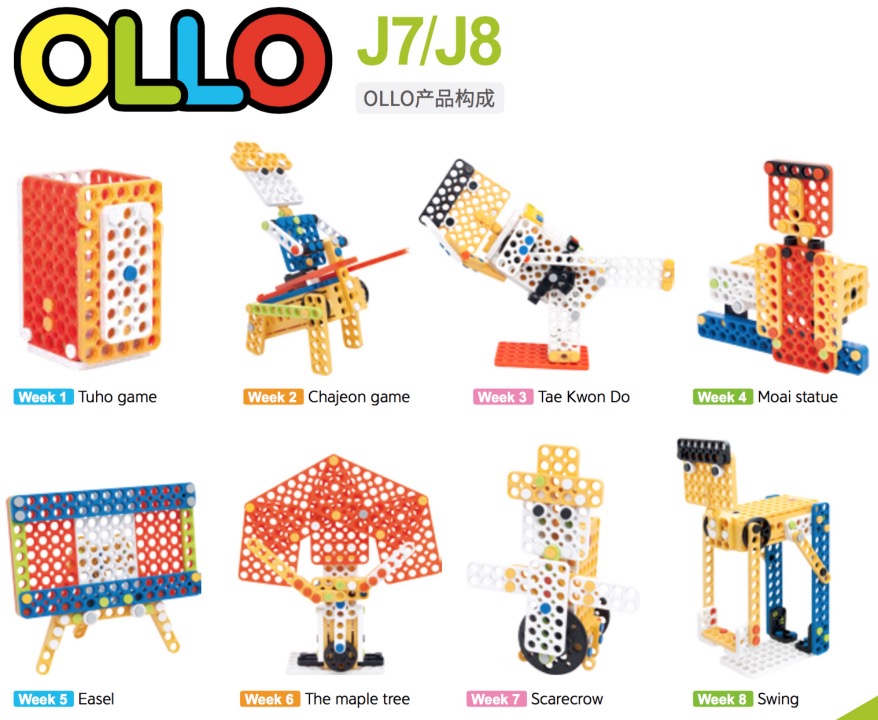 OLLO
J7/J8
OLLO产品构成
Week 1 Tuho game
Week 2 Chajeon game
Week 3 Tae Kwon Do
Week 4 Moai statue
Week 5 Easel
Week 6 The maple tree
Week 7 Scarecrow
Week 8 Swing